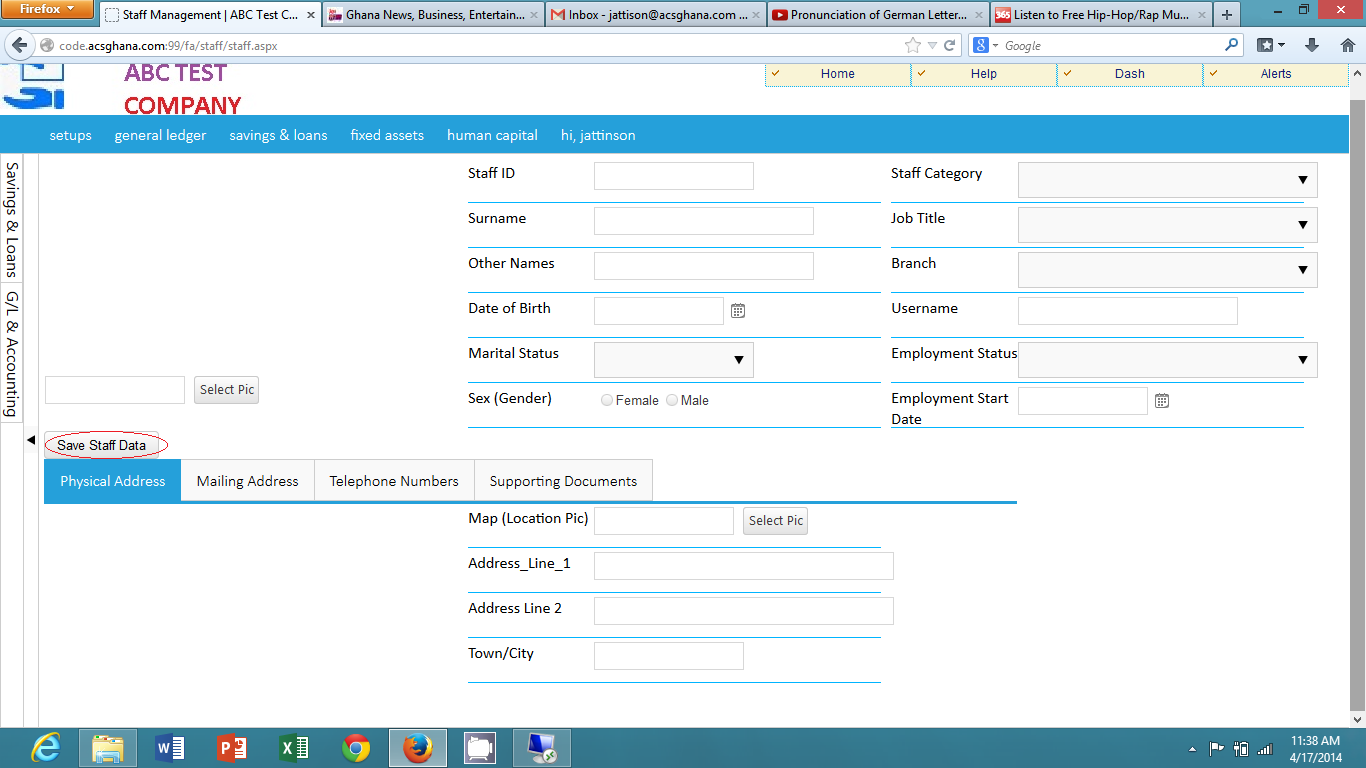 Firefox
Staff Management | ABC Test C...
Ghana News, Business, Entertain...
Inbox - jattison@acsghana.com ...
Pronunciation of German Letter...
Listen to Free Hip-Hop/Rap Mu...
code.acsghana.com:99/fa/staff/staff.aspx
Google
ABC TEST
COMPANY
Home
Help
Dash
Alerts
setups
general ledger
savings & loans
fixed assets
human capital
hi, jattinson
Savings & Loans
G/L & Accounting
Staff ID
Staff Category
Surname
Job Title
Other Names
Branch
Date of Birth
Username
Marital Status
Employment Status
Select Pic
Sex (Gender)
Female
Male
Employment Start
Date
Save Staff Data
Physical Address
Mailing Address
Telephone Numbers
Supporting Documents
Map (Location Pic)
Select Pic
Address_Line_1
Address Line 2
Town/City
11:38 AM
4/17/2014